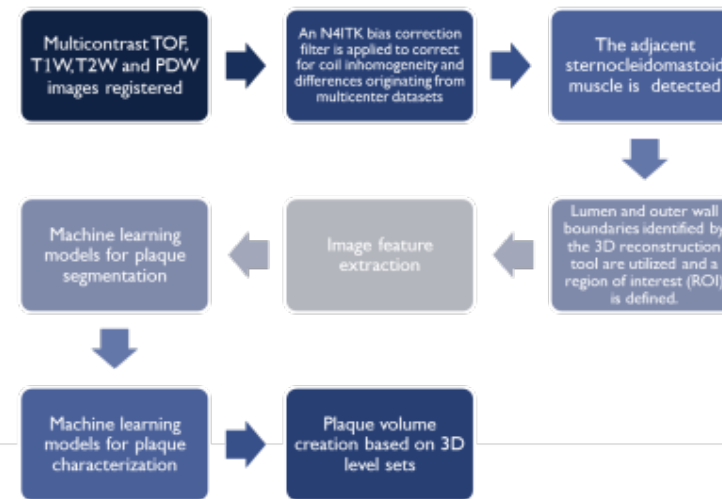 Multicontrast TOF,
T1W, T2W and PDW
images registered
An N4ITK bias correction
filter is applied to correct
for coil inhomogeneity and
differences originating from
multicenter datasets
The adjacent
sternocleidomastoid
muscle is detected
Lumen and outer wall
boundaries identified by
the 3D reconstruction
tool are utilized and a
region of interest (ROI)
is defined.
Image feature
extraction
Machine learning
models for plaque
segmentation
Machine learning
models for plaque
characterization
Plaque volume
creation based on 3D
level sets